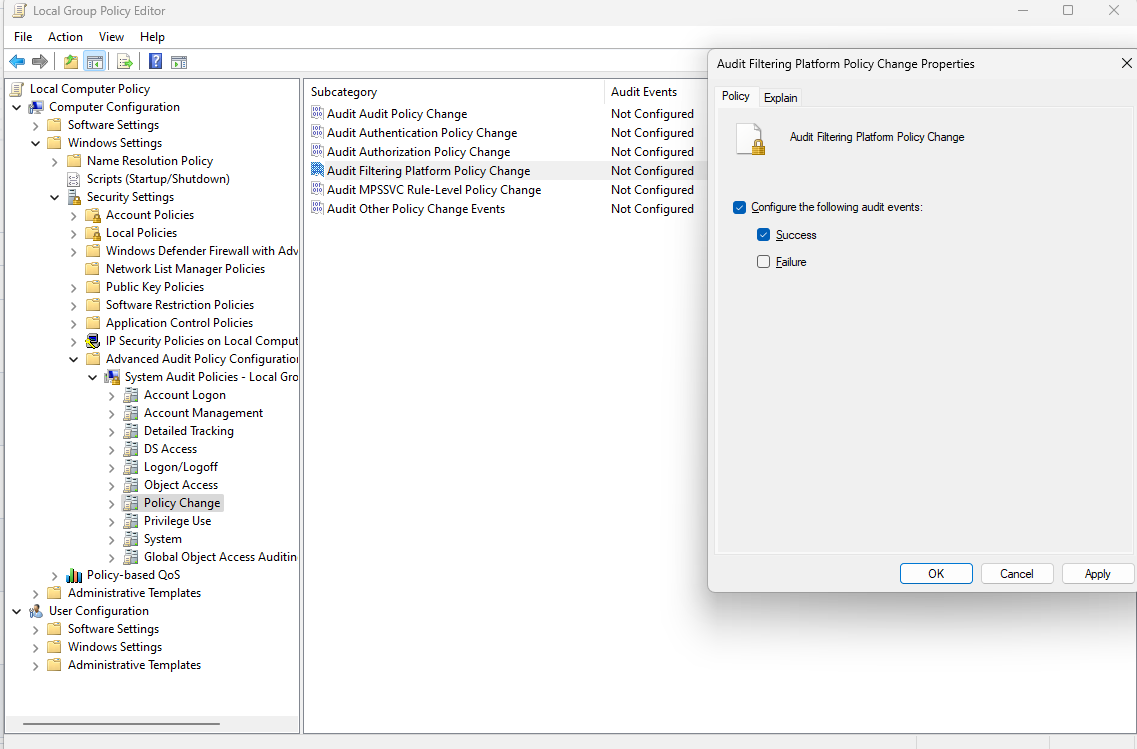 Local Group Policy Editor
File Action View Help
Local Computer Policy
Computer Configuration
Software Settings
Windows Settings
Name Resolution Policy
Scripts (Startup/Shutdown)
Security Settings
Account Policies
Local Policies
Windows Defender Firewall with Adv
Network List Manager Policies
Public Key Policies
Software Restriction Policies
Application Control Policies
IP Security Policies on Local Comput
Advanced Audit Policy Configuration
System Audit Policies - Local Gro
Account Logon
Account Management
Detailed Tracking
DS Access
Logon/Logoff
Object Access
Policy Change
Privilege Use
System
Global Object Access Auditin
Policy-based QoS
Administrative Templates
User Configuration
Software Settings
Windows Settings
Administrative Templates
Subcategory Audit Events
Audit Audit Policy Change Not Configured
Audit Authentication Policy Change Not Configured
Audit Authorization Policy Change Not Configured
Audit Filtering Platform Policy Change Not Configured
Audit MPSSVC Rule-Level Policy Change Not Configured
Audit Other Policy Change Events Not Configured
Audit Filtering Platform Policy Change Properties
Policy Explain
Audit Filtering Platform Policy Change
Configure the following audit events:
Success
Failure
OK Cancel Apply